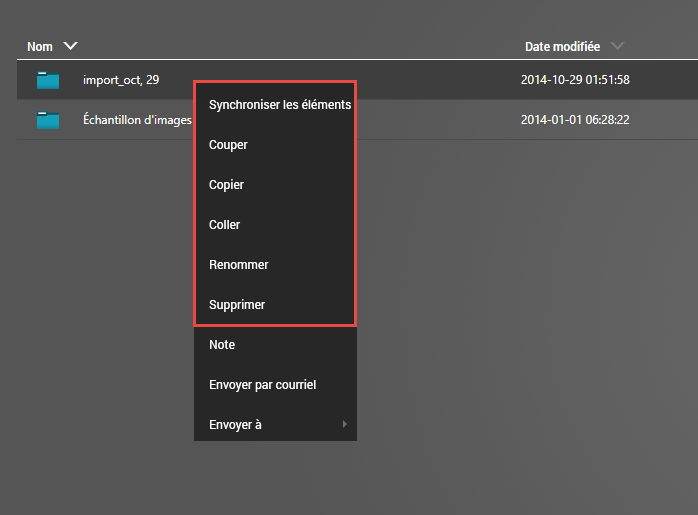 Nom Date modifiée
import_oct, 29 2014-10-29 01:51:58
Échantillon d'images 2014-01-01 06:28:22
Synchroniser les éléments
Couper
Copier
Coller
Renommer
Supprimer
Note
Envoyer par courriel
Envoyer à